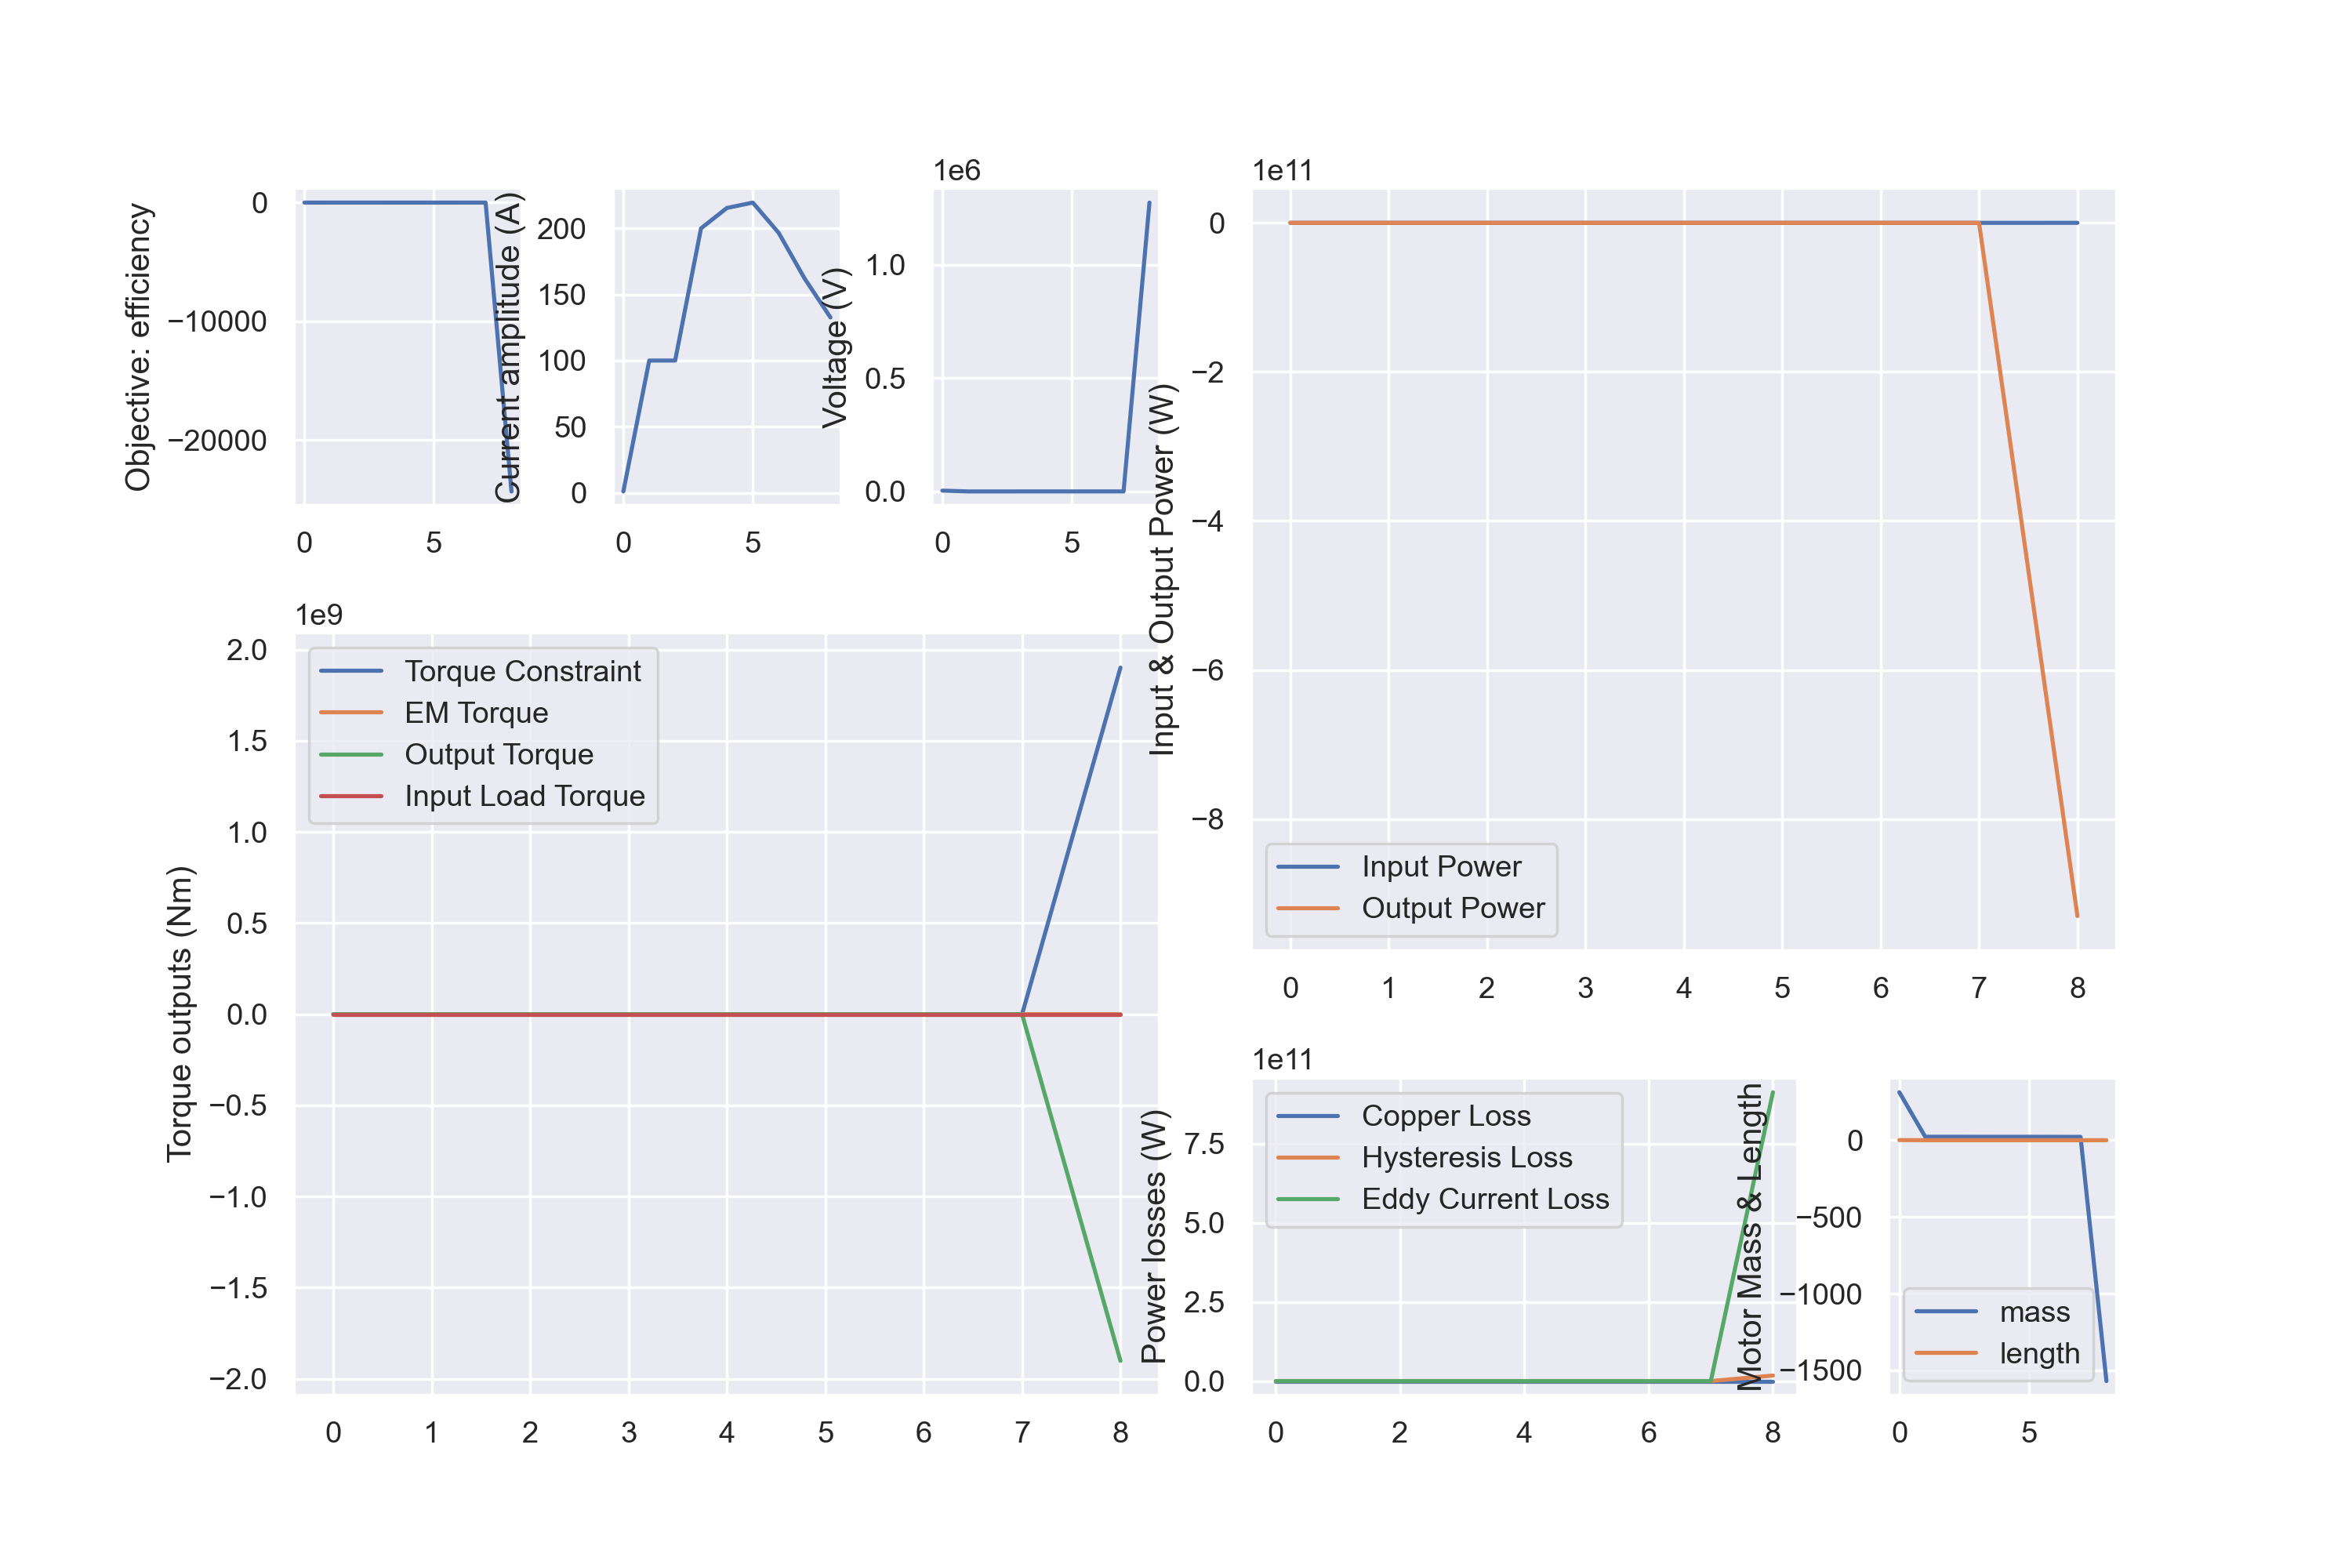 Objective: efficiency
0
−10000
−20000
0 5
Current amplitude (A)
200
150
100
50
0
0 5
1e6
Voltage (V)
1.0
0.5
0.0
0 5
1e11
Input & Output Power (W)
0
−2
−4
−6
−8
Input Power
Output Power
0 1 2 3 4 5 6 7 8
1e9
Torque outputs (Nm)
2.0
1.5
1.0
0.5
0.0
−0.5
−1.0
−1.5
−2.0
Torque Constraint
EM Torque
Output Torque
Input Load Torque
0 1 2 3 4 5 6 7 8
1e11
Power losses (W)
7.5
5.0
2.5
0.0
Copper Loss
Hysteresis Loss
Eddy Current Loss
0 2 4 6 8
Motor Mass & Length
0
−500
−1000
−1500
mass
length
0 5